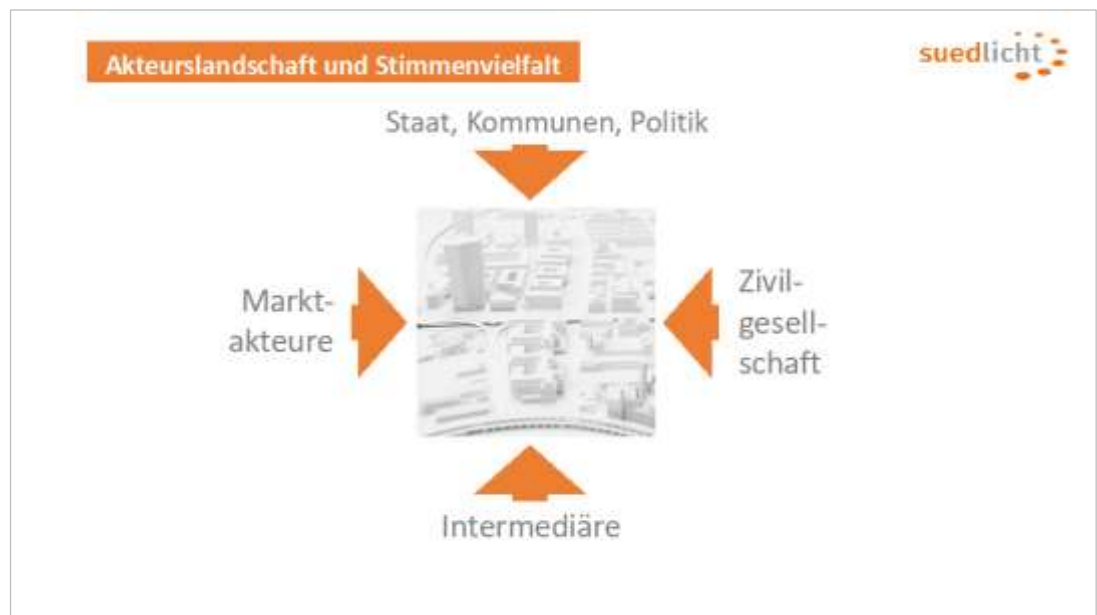 Akteurslandschaft und Stimmenvielfalt
suedlicht
Staat, Kommunen, Politik
Markt-
akteure
Zivil-
gesell-
schaft
Intermediäre